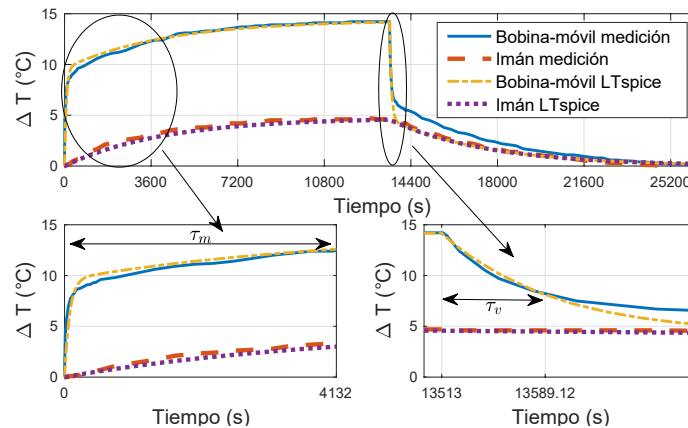 15
10
5
0
Δ T (°C)
0 3600 7200 10800 14400 18000 21600 25200
Tiempo (s)
Bobina-móvil medición
Imán medición
Bobina-móvil LTspice
Imán LTspice
15
10
5
0
Δ T (°C)
τm
0 4132
Tiempo (s)
15
10
5
0
Δ T (°C)
τv
13513 13589.12
Tiempo (s)